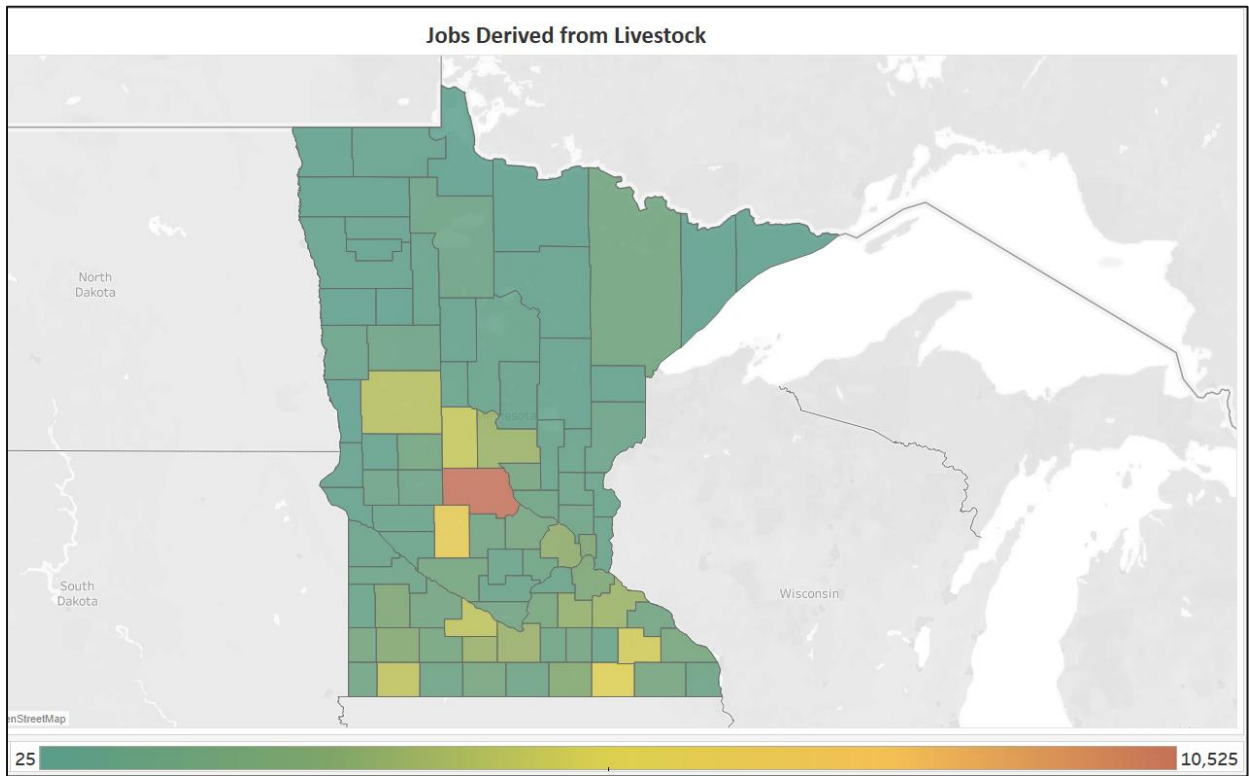 Jobs Derived from Livestock
North
Dakota
South
Dakota
Wisconsin
enStreetMap
25
10,525